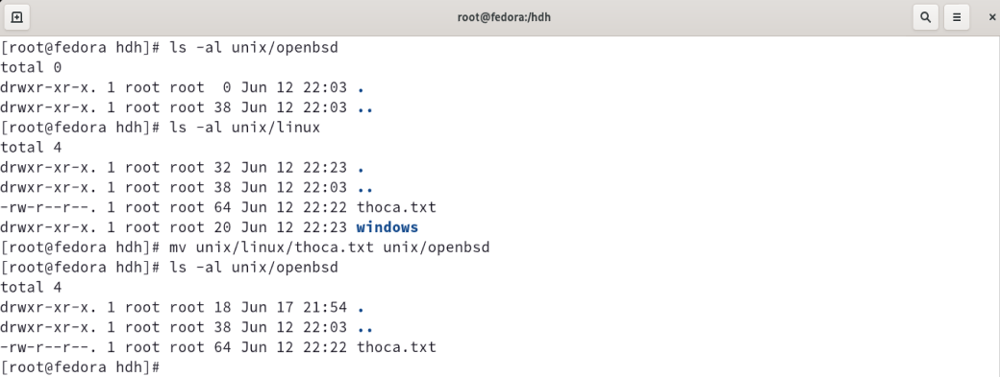 root@fedora:/hdh
[root@fedora hdh]# ls -al unix/openbsd
total 0
drwxr-xr-x. 1 root root  0 Jun 12 22:03 .
drwxr-xr-x. 1 root root 38 Jun 12 22:03 ..
[root@fedora hdh]# ls -al unix/linux
total 4
drwxr-xr-x. 1 root root 32 Jun 12 22:23 .
drwxr-xr-x. 1 root root 38 Jun 12 22:03 ..
-rw-r--r--. 1 root root 64 Jun 12 22:22 thoca.txt
drwxr-xr-x. 1 root root 20 Jun 12 22:23 windows
[root@fedora hdh]# mv unix/linux/thoca.txt unix/openbsd
[root@fedora hdh]# ls -al unix/openbsd
total 4
drwxr-xr-x. 1 root root 18 Jun 17 21:54 .
drwxr-xr-x. 1 root root 38 Jun 12 22:03 ..
-rw-r--r--. 1 root root 64 Jun 12 22:22 thoca.txt
[root@fedora hdh]#